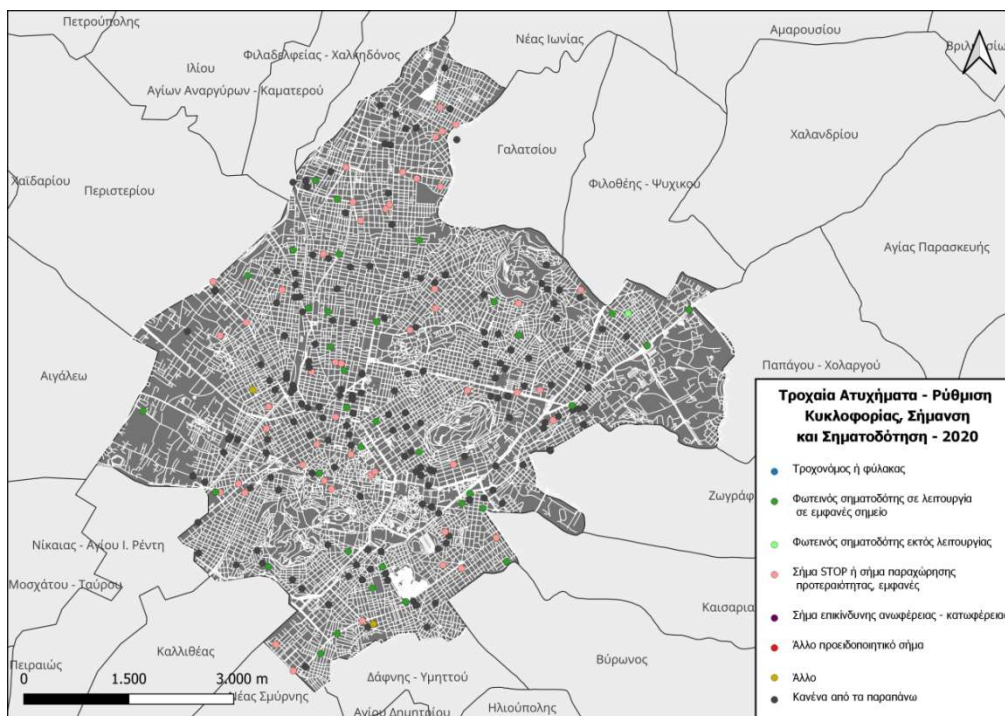 Πετρούπολης
Αμαρουσίου
Νέας Ιωνίας
Φιλαδελφείας - Χαλκηδόνος
Ιλίου
Αγίων Αναργύρων - Καματερού
Χαλανδρίου
Γαλατσίου
Χαϊδαρίου
Περιστερίου
Φιλοθέης - Ψυχικού
Αγίας Παρασκευής
Παπάγου - Χολαργού
Αιγάλεω
Τροχαία Ατυχήματα - Ρύθμιση
Κυκλοφορίας, Σήμανση
και Σηματοδότηση - 2020
Τροχονόμος ή φύλακας
Φωτεινός σηματοδότης σε λειτουργία
σε εμφανές σημείο
Φωτεινός σηματοδότης εκτός λειτουργίας
Σήμα STOP ή σήμα παραχώρησης
προτεραιότητας, εμφανές
Σήμα επικίνδυνης ανωφέρειας - κατωφέρειας
Άλλο προειδοποιητικό σήμα
Άλλο
Κανένα από τα παραπάνω
Ζωγράφ
Νίκαιας - Αγίου Ι. Ρέντη
Μοσχάτου - Ταύρου
Καισαρια
Πειραιώς
Καλλιθέας
Βύρωνος
Δάφνης - Υμηττού
0 1.500 3.000 m
Νέας Σμύρνης
Ηλιούπολης
Αγίου Δημητρίου